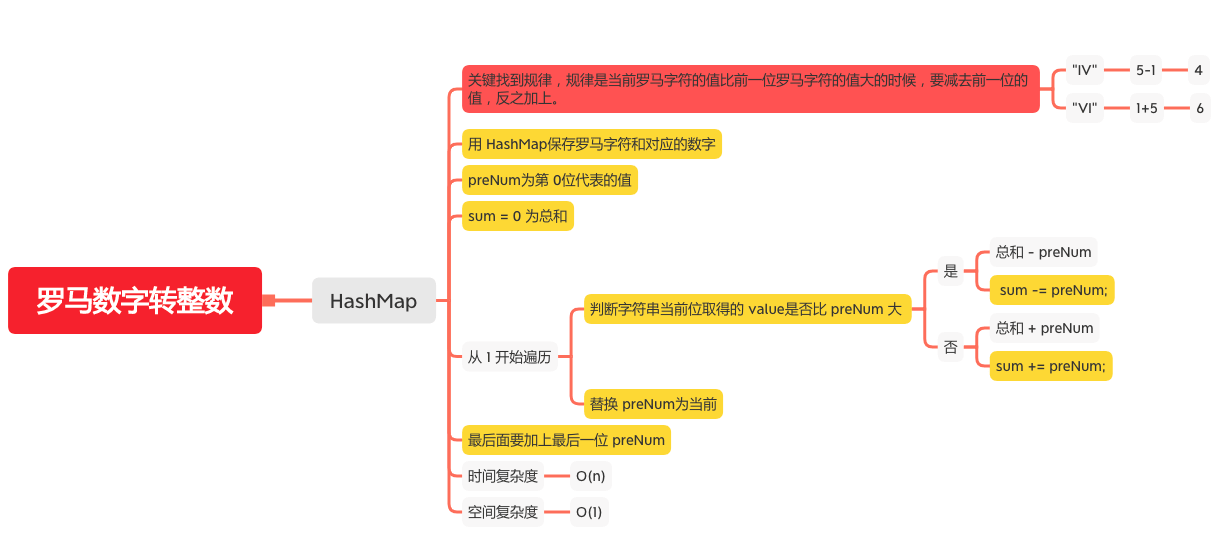 罗马数字转整数
HashMap
关键找到规律，规律是当前罗马字符的值比前一位罗马字符的值大的时候，要减去前一位的
值，反之加上。
"IV"
5-1
4
"VI"
1+5
6
用 HashMap保存罗马字符和对应的数字
preNum为第 0位代表的值
sum = 0 为总和
从 1 开始遍历
判断字符串当前位取得的 value是否比 preNum 大
是
总和 - preNum
sum -= preNum;
否
总和 + preNum
sum += preNum;
替换 preNum为当前
最后面要加上最后一位 preNum
时间复杂度
O(n)
空间复杂度
O(1)